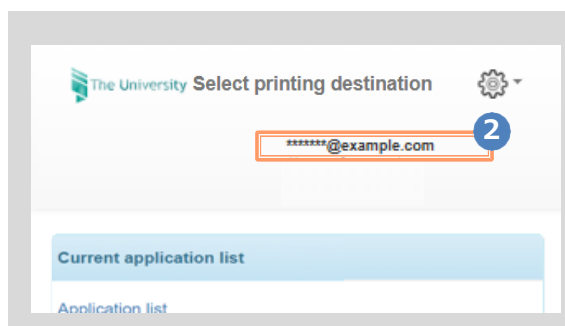 The University Select printing destination
*******@example.com
2
Current application list
Application list